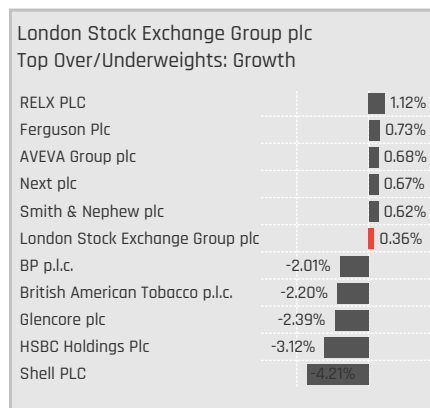 London Stock Exchange Group plc
Top Over/Underweights: Growth
RELX PLC 1.12%
Ferguson Plc 0.73%
AVEVA Group plc 0.68%
Next plc 0.67%
Smith & Nephew plc 0.62%
London Stock Exchange Group plc 0.36%
BP p.l.c. -2.01%
British American Tobacco p.l.c. -2.20%
Glencore plc -2.39%
HSBC Holdings Plc -3.12%
Shell PLC -4.21%